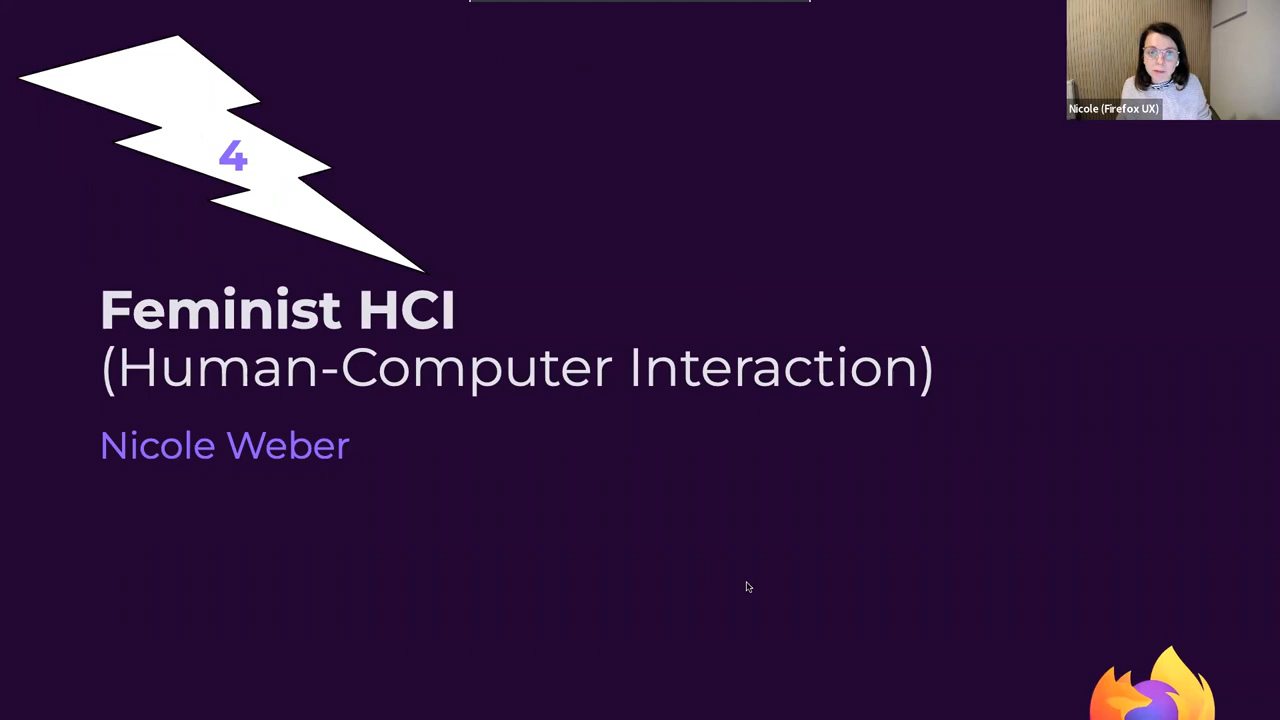 4
Feminist HCI
(Human-Computer Interaction)
Nicole Weber
Nicole (Firefox UX)